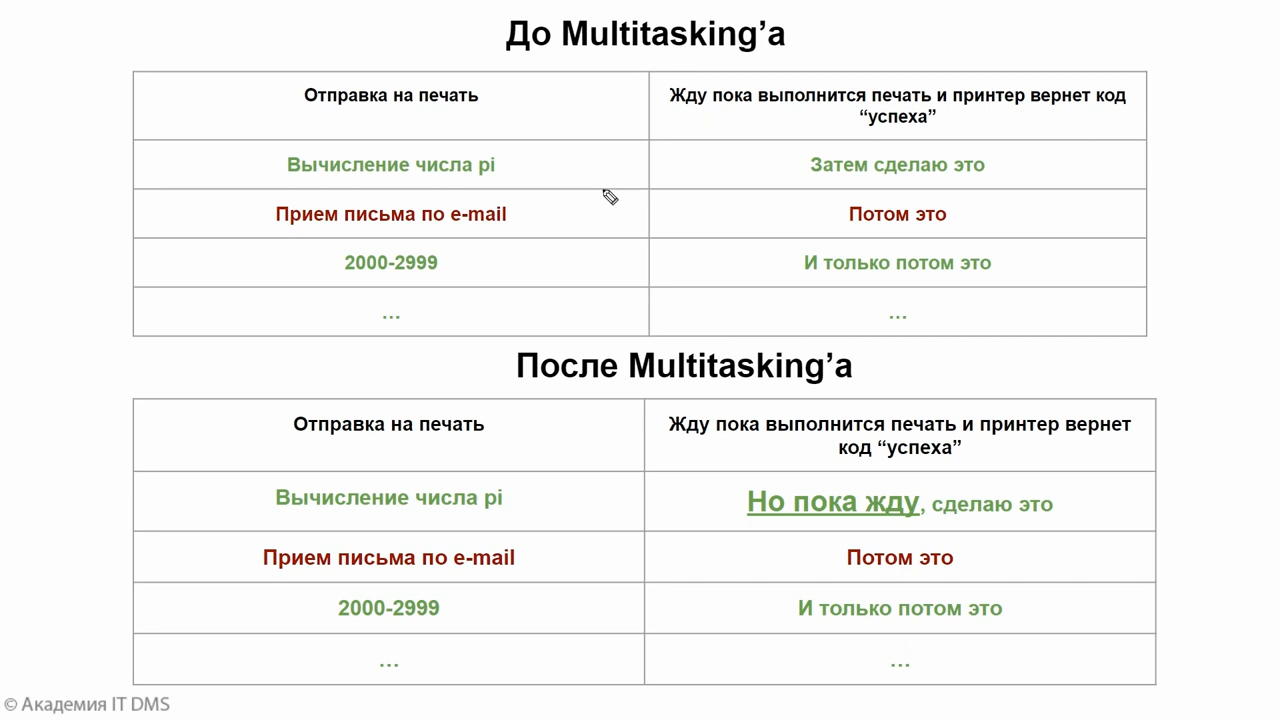 До Multitasking’а
Отправка на печать
Жду пока выполнится печать и принтер вернет код
“успеха”
Вычисление числа pi
Затем сделаю это
Прием письма по e-mail
Потом это
2000-2999
И только потом это
...
...
После Multitasking’а
Отправка на печать
Жду пока выполнится печать и принтер вернет
код “успеха”
Вычисление числа pi
Но пока жду, сделаю это
Прием письма по e-mail
Потом это
2000-2999
И только потом это
...
...
© Академия IT DMS